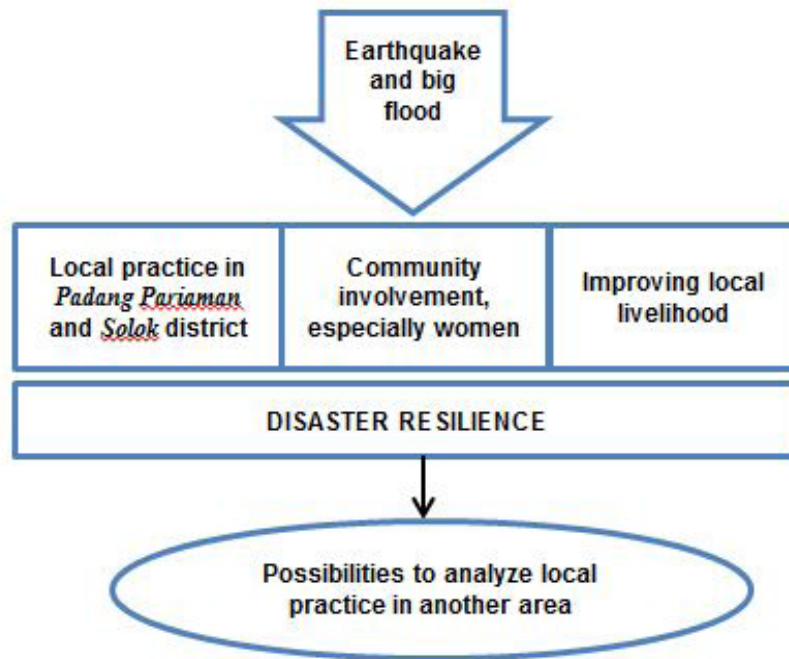 Earthquake
and big
flood
Local practice in
Padang Pariaman
and Solok district
Community
involvement,
especially women
Improving local
livelihood
DISASTER RESILIENCE
Possibilities to analyze local
practice in another area